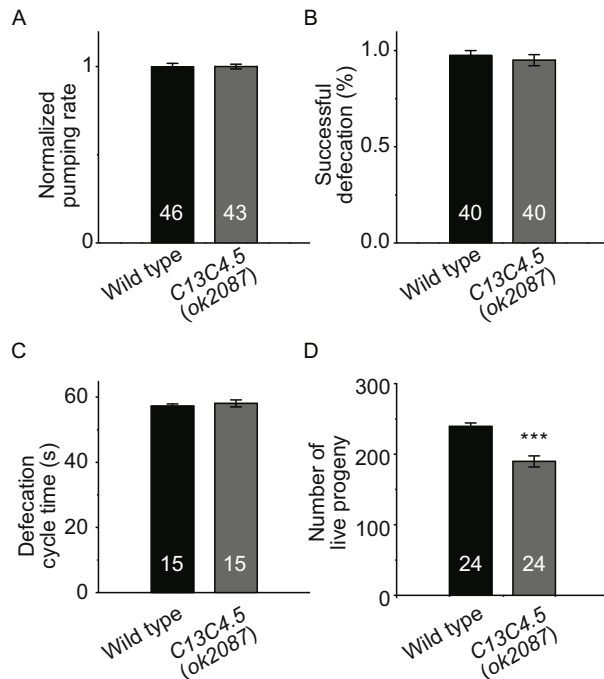 A
Normalized
pumping rate
1
0
46
43
Wild type
C13C4.5
(ok2087)
B
Successful
defecation (%)
1.0
0.5
0.0
40
40
Wild type
C13C4.5
(ok2087)
C
Defecation
cycle time (s)
60
40
20
0
15
15
Wild type
C13C4.5
(ok2087)
D
Number of
live progeny
300
200
100
0
***
24
24
Wild type
C13C4.5
(ok2087)